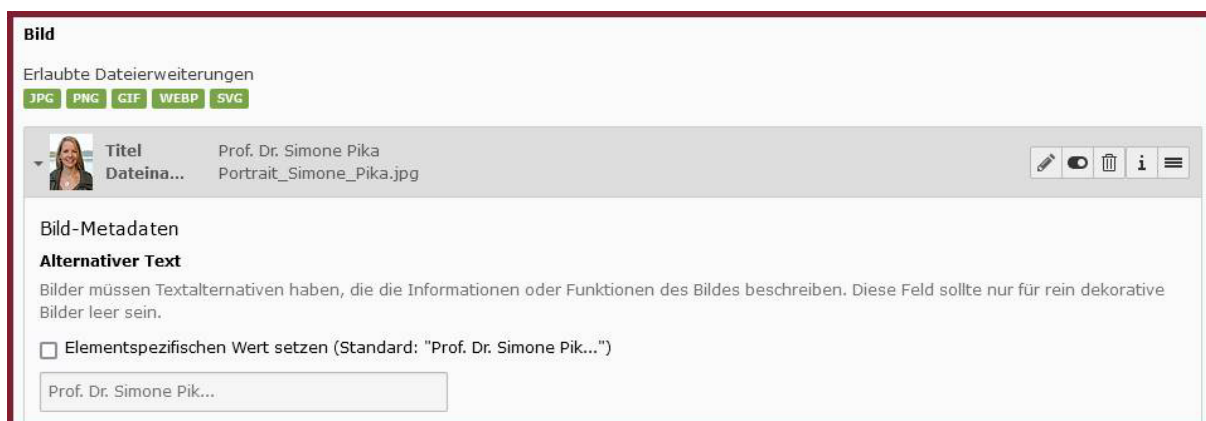 Bild
Erlaubte Dateierweiterungen
JPG PNG GIF WEBP SVG
Titel Prof. Dr. Simone Pika
Dateina... Portrait_Simone_Pika.jpg
Bild-Metadaten
Alternativer Text
Bilder müssen Textalternativen haben, die die Informationen oder Funktionen des Bildes beschreiben. Diese Feld sollte nur für rein dekorative
Bilder leer sein.
Elementspezifischen Wert setzen (Standard: "Prof. Dr. Simone Pik...")
Prof. Dr. Simone Pik...